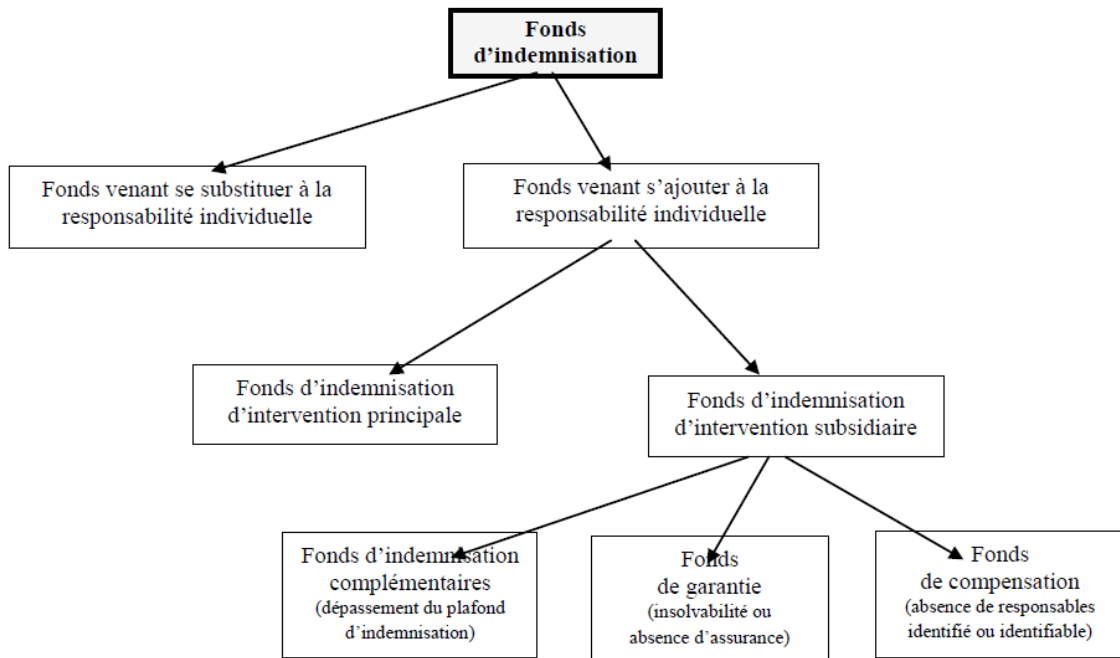 Fonds
d’indemnisation
Fonds venant se substituer à la
responsabilité individuelle
Fonds venant s’ajouter à la
responsabilité individuelle
Fonds d’indemnisation
d’intervention principale
Fonds d’indemnisation
d’intervention subsidiaire
Fonds d’indemnisation
complémentaires
(dépassement du plafond
d’indemnisation)
Fonds
de garantie
(insolvabilité ou
absence d’assurance)
Fonds
de compensation
(absence de responsables
identifié ou identifiable)